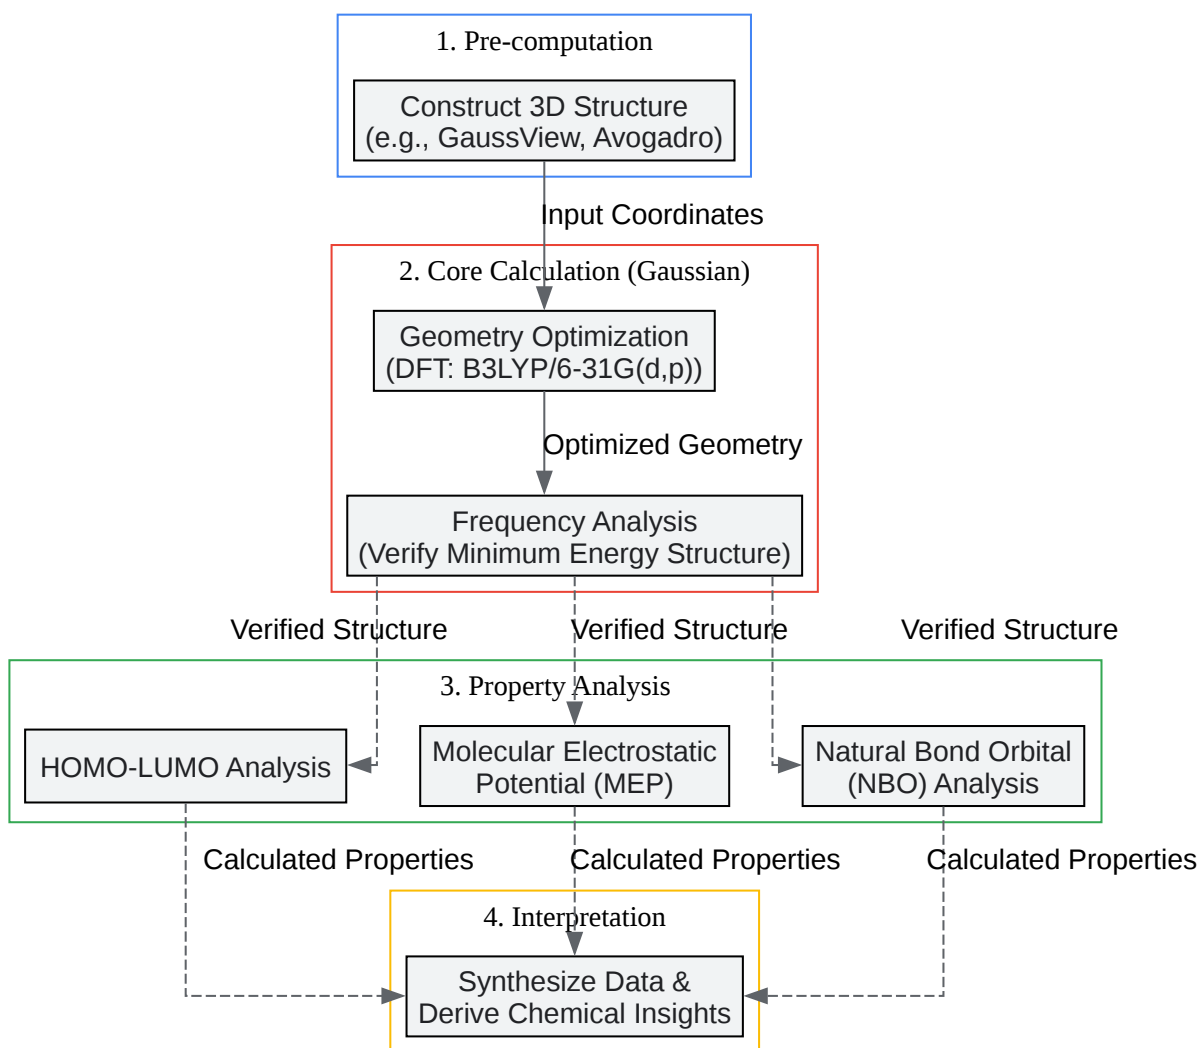 1. Pre-computation
Construct 3D Structure
(e.g., GaussView, Avogadro)
Input Coordinates
2. Core Calculation (Gaussian)
Geometry Optimization
(DFT: B3LYP/6-31G(d,p))
Optimized Geometry
Frequency Analysis
(Verify Minimum Energy Structure)
Verified Structure
Verified Structure
Verified Structure
3. Property Analysis
HOMO-LUMO Analysis
Molecular Electrostatic
Potential (MEP)
Natural Bond Orbital
(NBO) Analysis
Calculated Properties
Calculated Properties
Calculated Properties
4. Interpretation
Synthesize Data &
Derive Chemical Insights